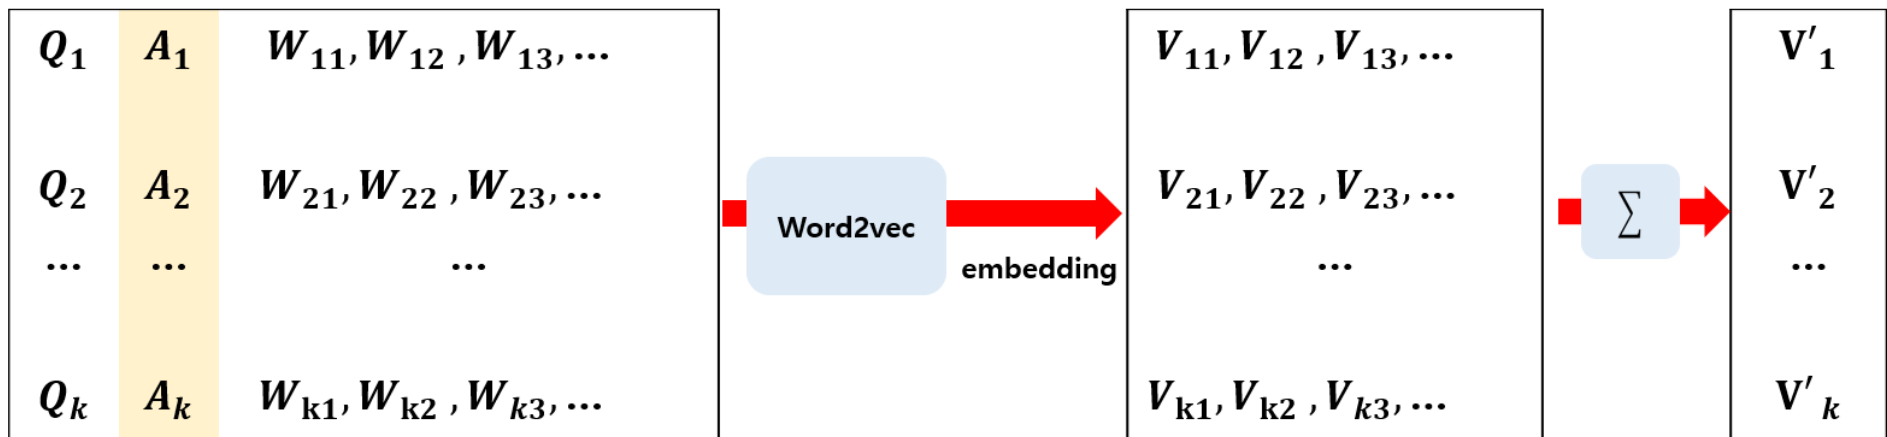 Q₁ A₁ W₁₁, W₁₂ , W₁₃, ... V₁₁, V₁₂ , V₁₃, ... V′₁
Q₂ A₂ W₂₁, W₂₂ , W₂₃, ... Word2vec V₂₁, V₂₂ , V₂₃, ... ∑ V′₂
... ... ... embedding ... ...
Qₖ Aₖ Wₖ₁, Wₖ₂ , Wₖ₃, ... Vₖ₁, Vₖ₂ , Vₖ₃, ... V′ₖ